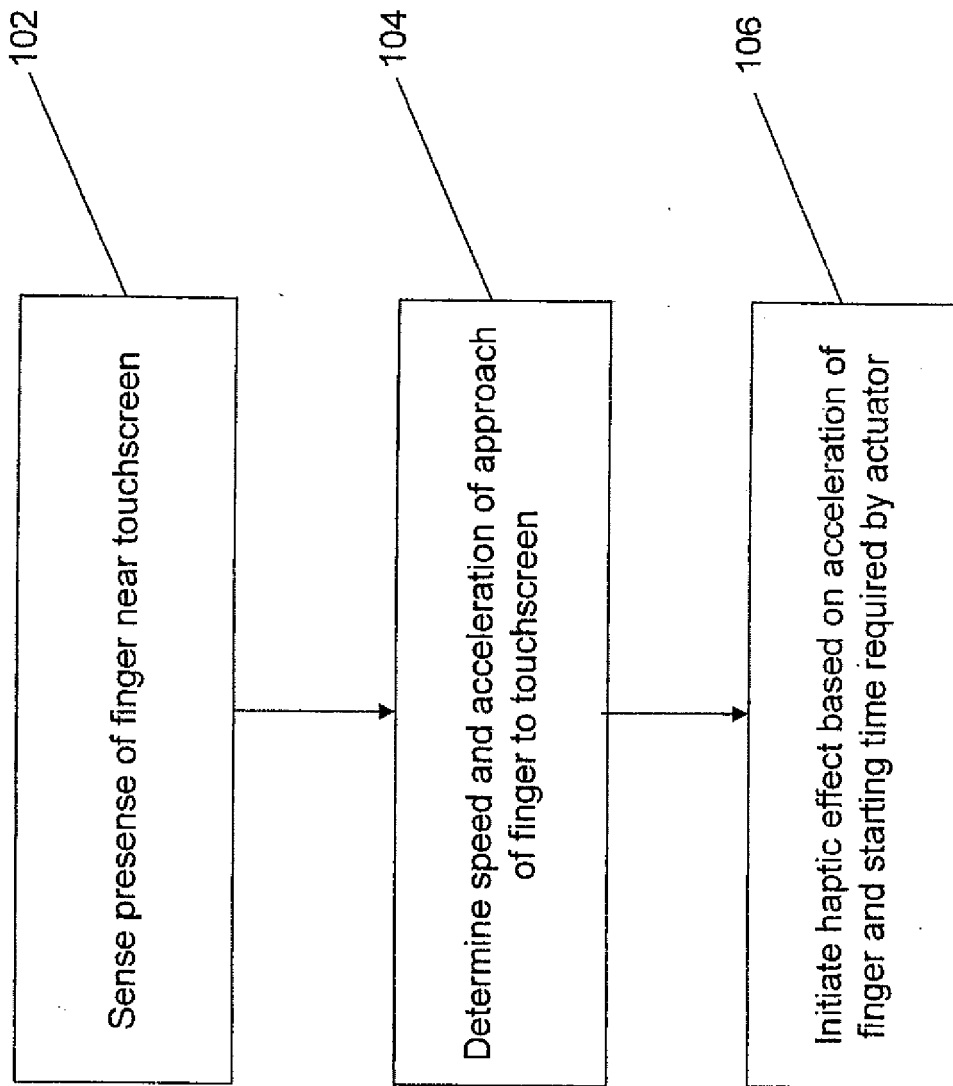 102
Sense presense of finger near touchscreen
104
Determine speed and acceleration of approach
of finger to touchscreen
106
Initiate haptic effect based on acceleration of
finger and starting time required by actuator